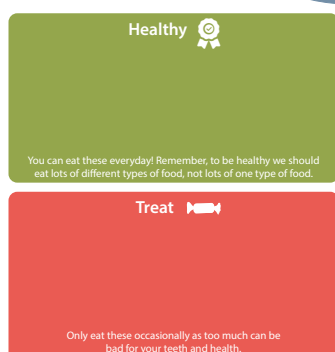 Healthy
You can eat these everyday! Remember, to be healthy we should
eat lots of different types of food, not lots of one type of food.
Treat
Only eat these occasionally as too much can be
bad for your teeth and health.